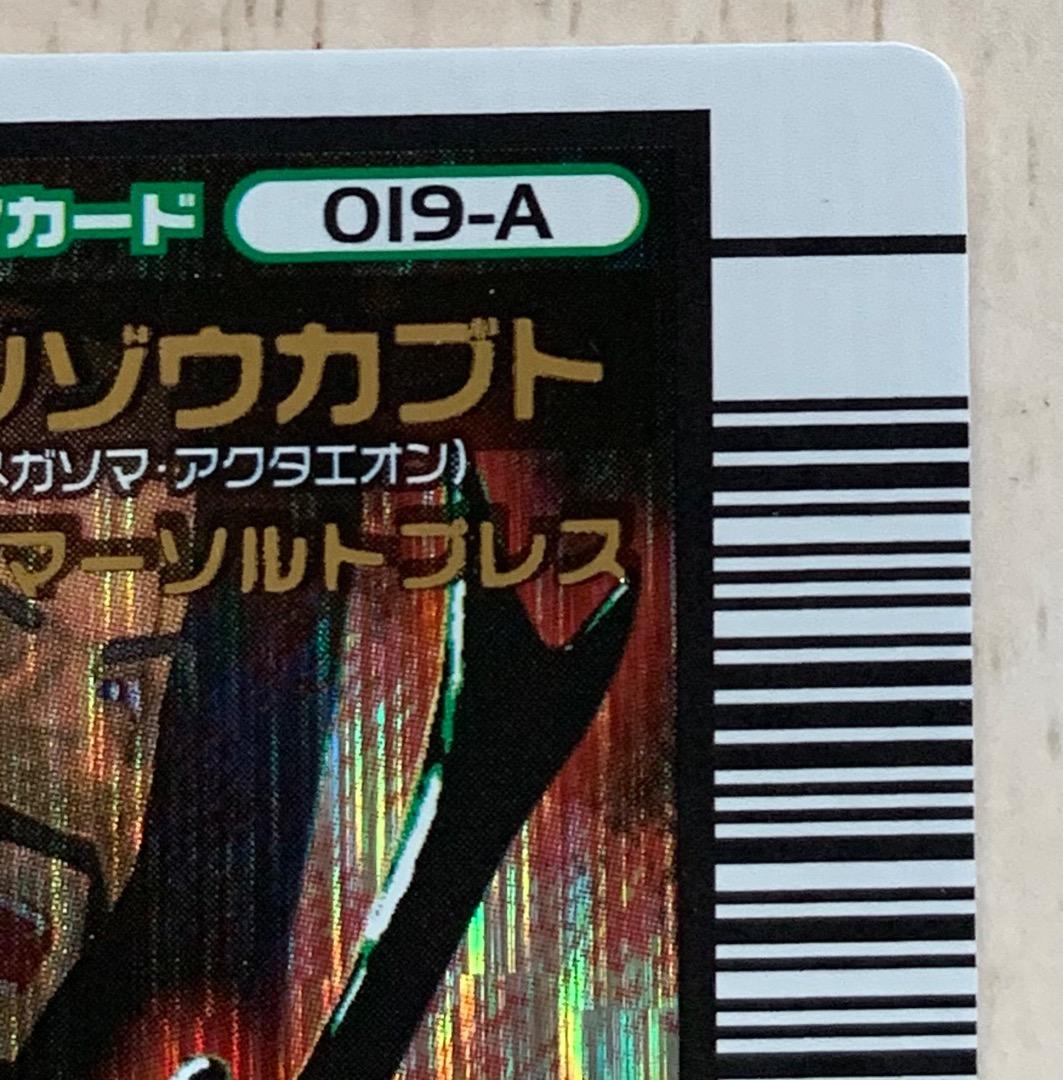 カード 019-A
ゾウカブト
ガソマ・アクタエオン)
マーソルトプレス